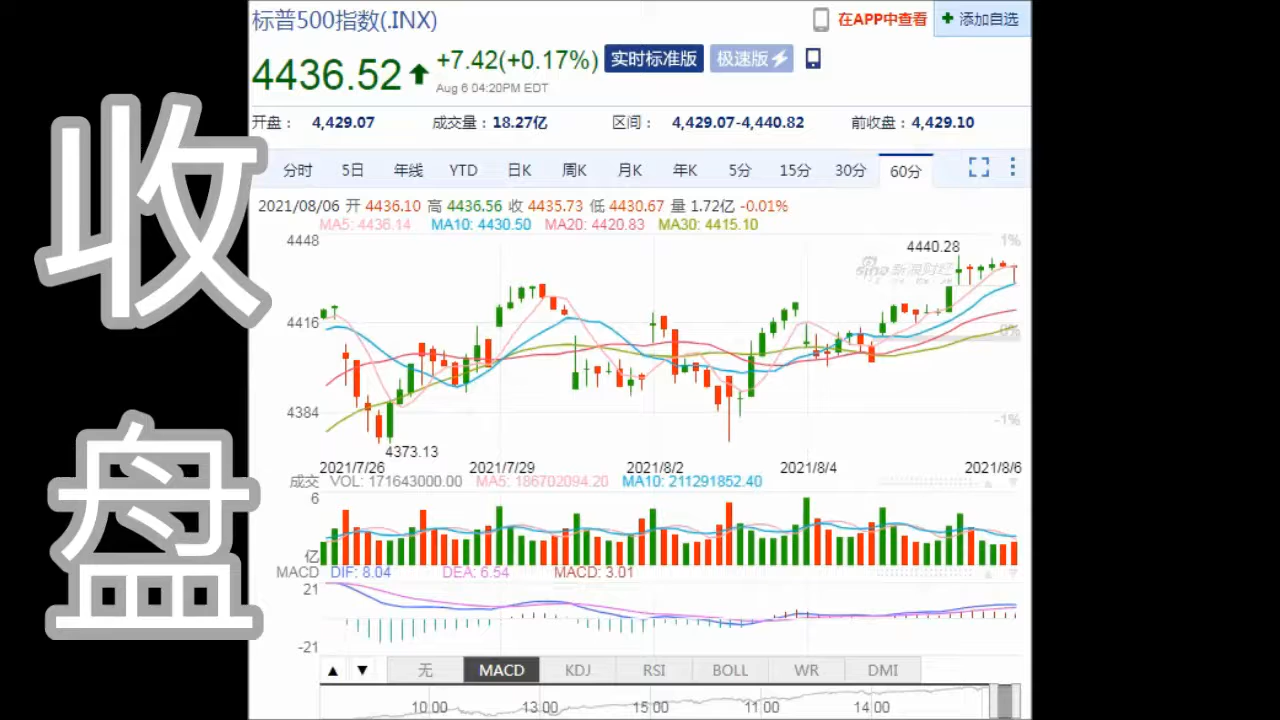 收
盘
标普500指数(.INX)
在APP中查看
+ 添加自选
4436.52
+7.42(+0.17%)
实时标准版
极速版
Aug 6 04:20PM EDT
开盘： 4,429.07 成交量：18.27亿 区间： 4,429.07-4,440.82 前收盘：4,429.10
分时 5日 年线 YTD 日K 周K 月K 年K 5分 15分 30分 60分
2021/08/06 开 4436.10 高 4436.56 收 4435.73 低 4430.67 量 1.72亿 -0.01%
MA5: 4436.14 MA10: 4430.50 MA20: 4420.83 MA30: 4415.10
4448 4440.28 1%
sina 新浪财经
4416 0%
4384 -1%
4373.13
2021/7/26 2021/7/29 2021/8/2 2021/8/4 2021/8/6
成交 VOL: 171643000.00 MA5: 186702094.20 MA10: 211291852.40
6
亿
MACD DIF: 8.04 DEA: 6.54 MACD: 3.01
21
-21
▲ ▼ 无 MACD KDJ RSI BOLL WR DMI
10:00 13:00 15:00 11:00 14:00